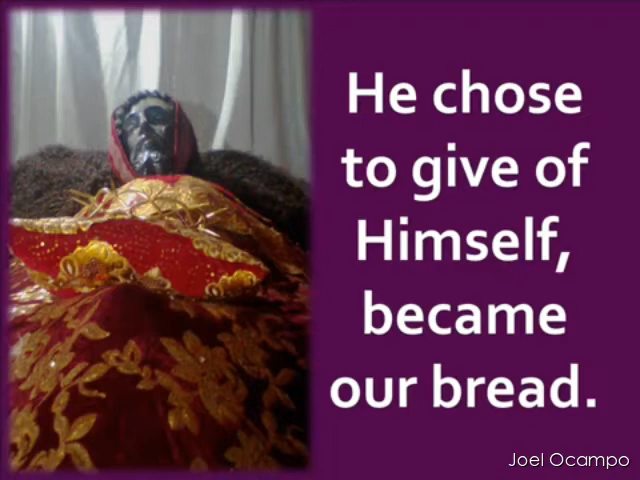 He chose
to give of
Himself,
became
our bread.
Joel Ocampo